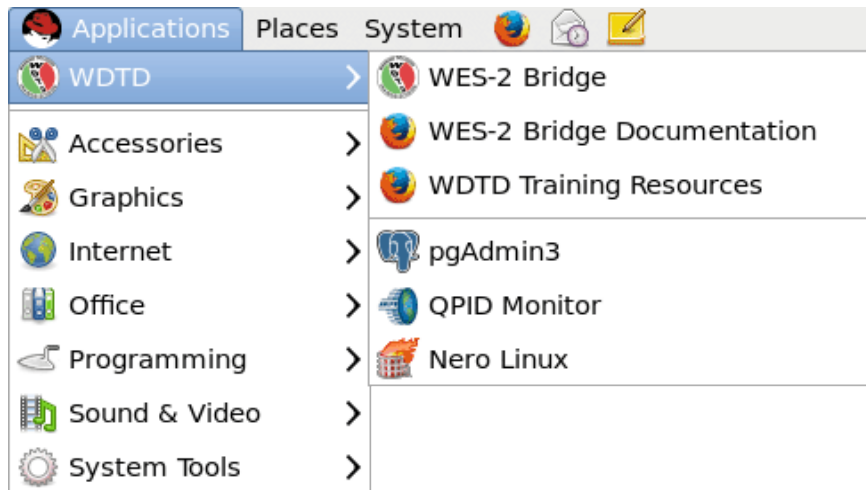 Applications Places System
WDTD
Accessories
Graphics
Internet
Office
Programming
Sound & Video
System Tools
WES-2 Bridge
WES-2 Bridge Documentation
WDTD Training Resources
pgAdmin3
QPID Monitor
Nero Linux